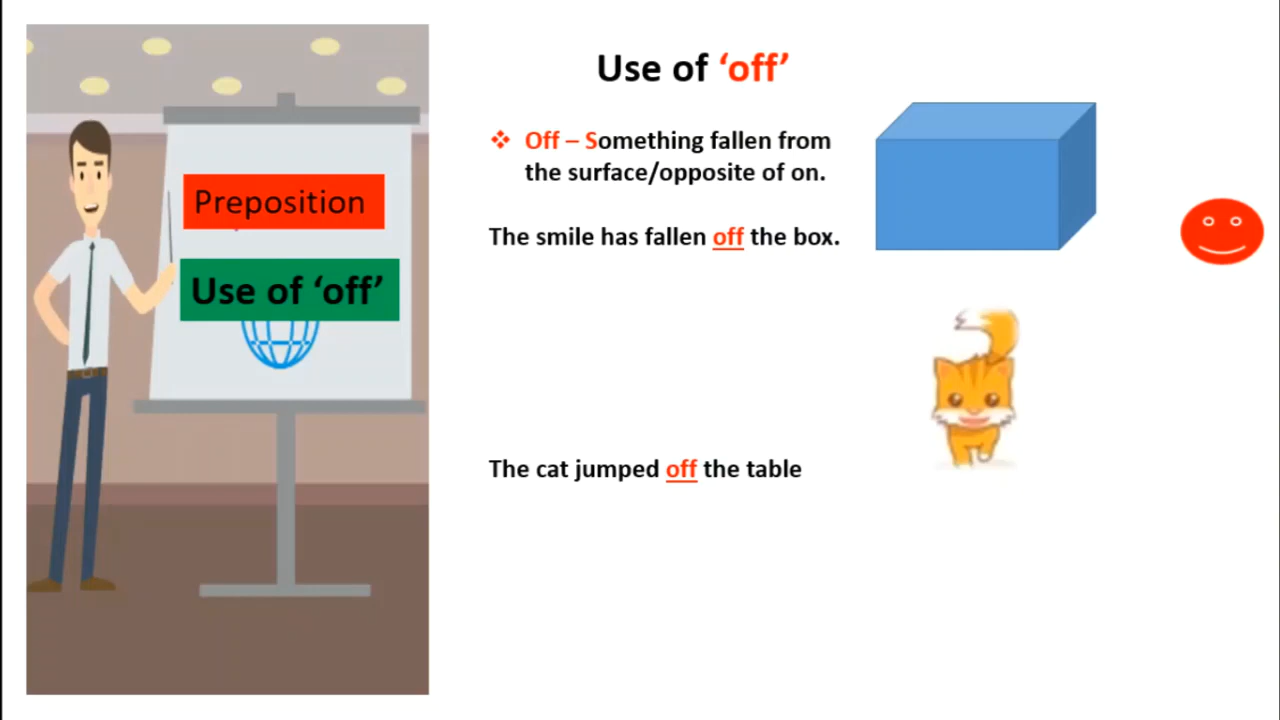 Preposition
Use of ‘off’
Use of ‘off’
❖ Off – Something fallen from
the surface/opposite of on.
The smile has fallen off the box.
The cat jumped off the table